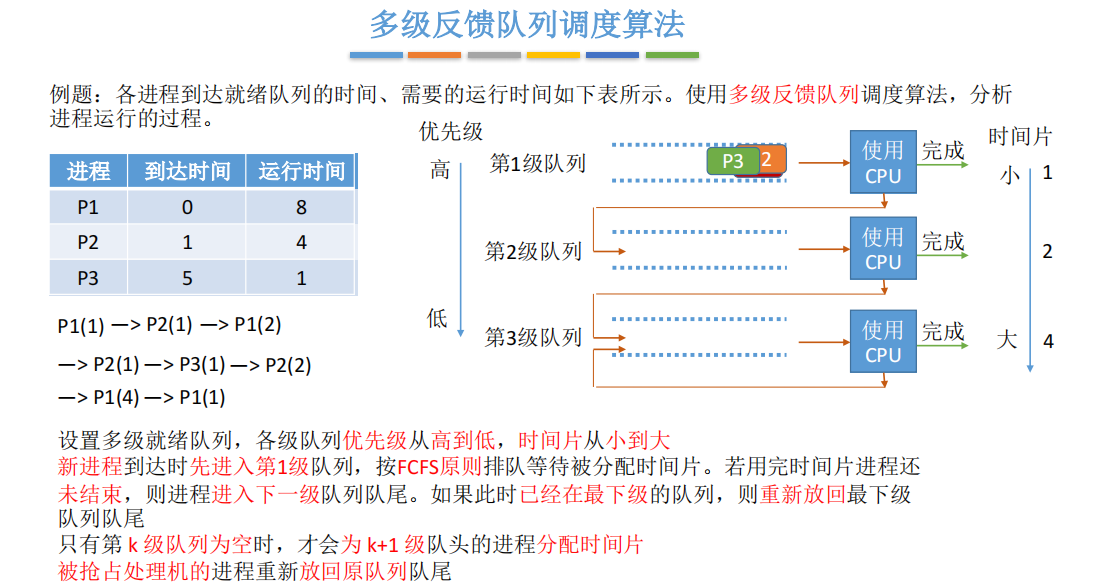 多级反馈队列调度算法
例题：各进程到达就绪队列的时间、需要的运行时间如下表所示。使用多级反馈队列调度算法，分析
进程运行的过程。
进程 到达时间 运行时间
P1 0 8
P2 1 4
P3 5 1
P1(1) —> P2(1) —> P1(2)
—> P2(1) —> P3(1) —> P2(2)
—> P1(4) —> P1(1)
优先级
高
低
第1级队列
P3
2
使用
CPU
完成
第2级队列
使用
CPU
完成
第3级队列
使用
CPU
完成
时间片
小 1
2
大 4
设置多级就绪队列，各级队列优先级从高到低，时间片从小到大
新进程到达时先进入第1级队列，按FCFS原则排队等待被分配时间片。若用完时间片进程还
未结束，则进程进入下一级队列队尾。如果此时已经在最下级的队列，则重新放回最下级
队列队尾
只有第 k 级队列为空时，才会为 k+1 级队头的进程分配时间片
被抢占处理机的进程重新放回原队列队尾